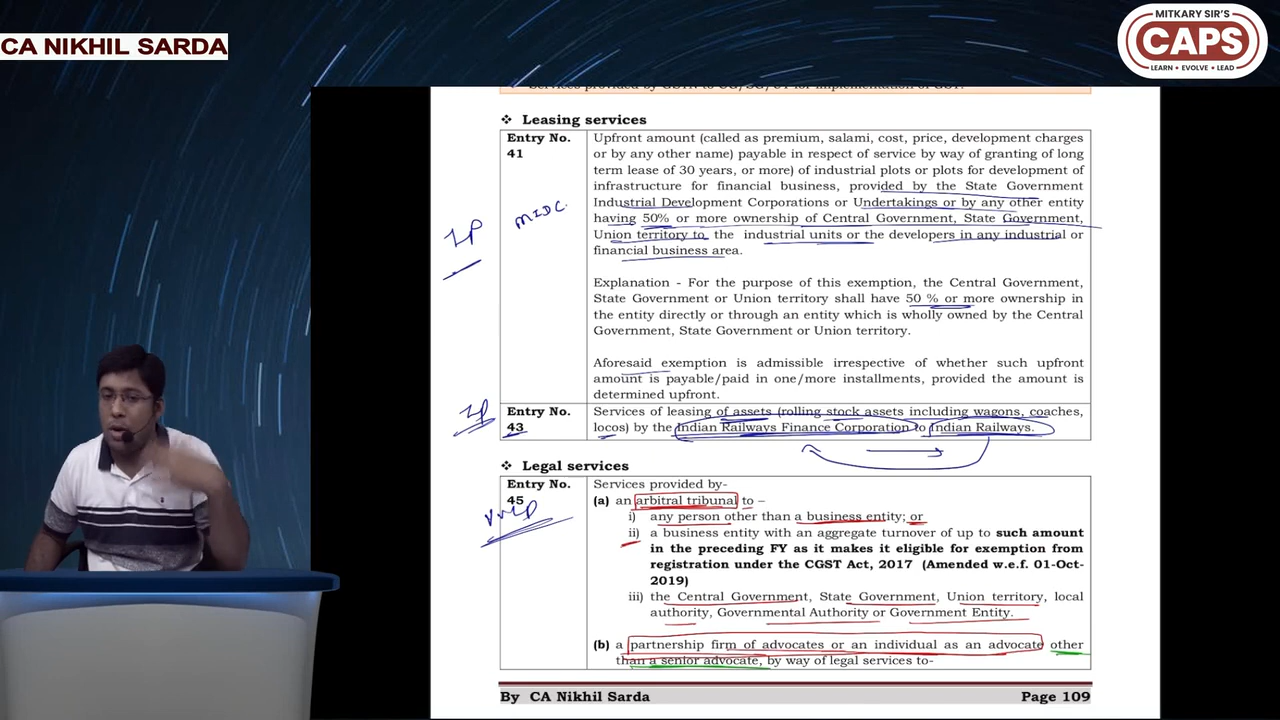 CA NIKHIL SARDA
MITKARY SIR'S
CAPS
LEARN • EVOLVE • LEAD
❖ Leasing services
Entry No. 41
Upfront amount (called as premium, salami, cost, price, development charges
or by any other name) payable in respect of service by way of granting of long
term lease of 30 years, or more) of industrial plots or plots for development of
infrastructure for financial business, provided by the State Government
Industrial Development Corporations or Undertakings or by any other entity
having 50% or more ownership of Central Government, State Government,
Union territory to the industrial units or the developers in any industrial or
financial business area.
MIDC
Explanation - For the purpose of this exemption, the Central Government,
State Government or Union territory shall have 50 % or more ownership in
the entity directly or through an entity which is wholly owned by the Central
Government, State Government or Union territory.
Aforesaid exemption is admissible irrespective of whether such upfront
amount is payable/paid in one/more installments, provided the amount is
determined upfront.
Entry No. 43
Services of leasing of assets (rolling stock assets including wagons, coaches,
locos) by the Indian Railways Finance Corporation to Indian Railways.
❖ Legal services
Entry No. 45
Services provided by-
(a) an arbitral tribunal to –
i) any person other than a business entity; or
ii) a business entity with an aggregate turnover of up to such amount
in the preceding FY as it makes it eligible for exemption from
registration under the CGST Act, 2017 (Amended w.e.f. 01-Oct-
2019)
iii) the Central Government, State Government, Union territory, local
authority, Governmental Authority or Government Entity.
(b) a partnership firm of advocates or an individual as an advocate other
than a senior advocate, by way of legal services to-
By CA Nikhil Sarda
Page 109